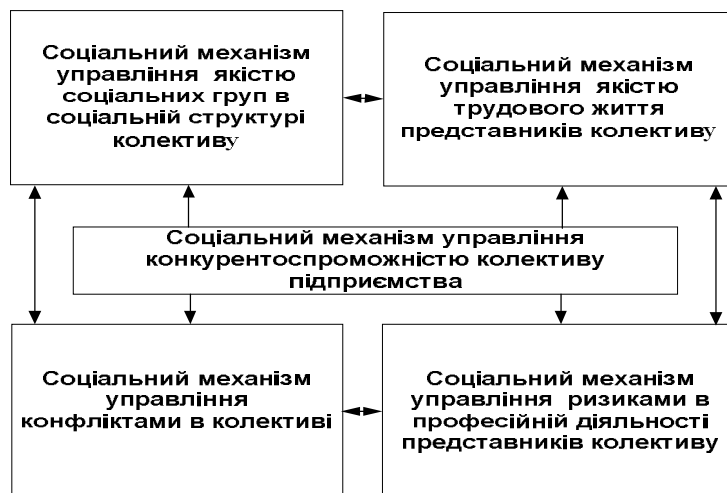 Соціальний механізм
управління якістю
соціальних груп в
соціальній структурі
колективу
Соціальний механізм
управління якістю
трудового життя
представників колективу
Соціальний механізм управління
конкурентоспроможністю колективу
підприємства
Соціальний механізм
управління
конфліктами в колективі
Соціальний механізм
управління ризиками в
професійній діяльності
представників колективу